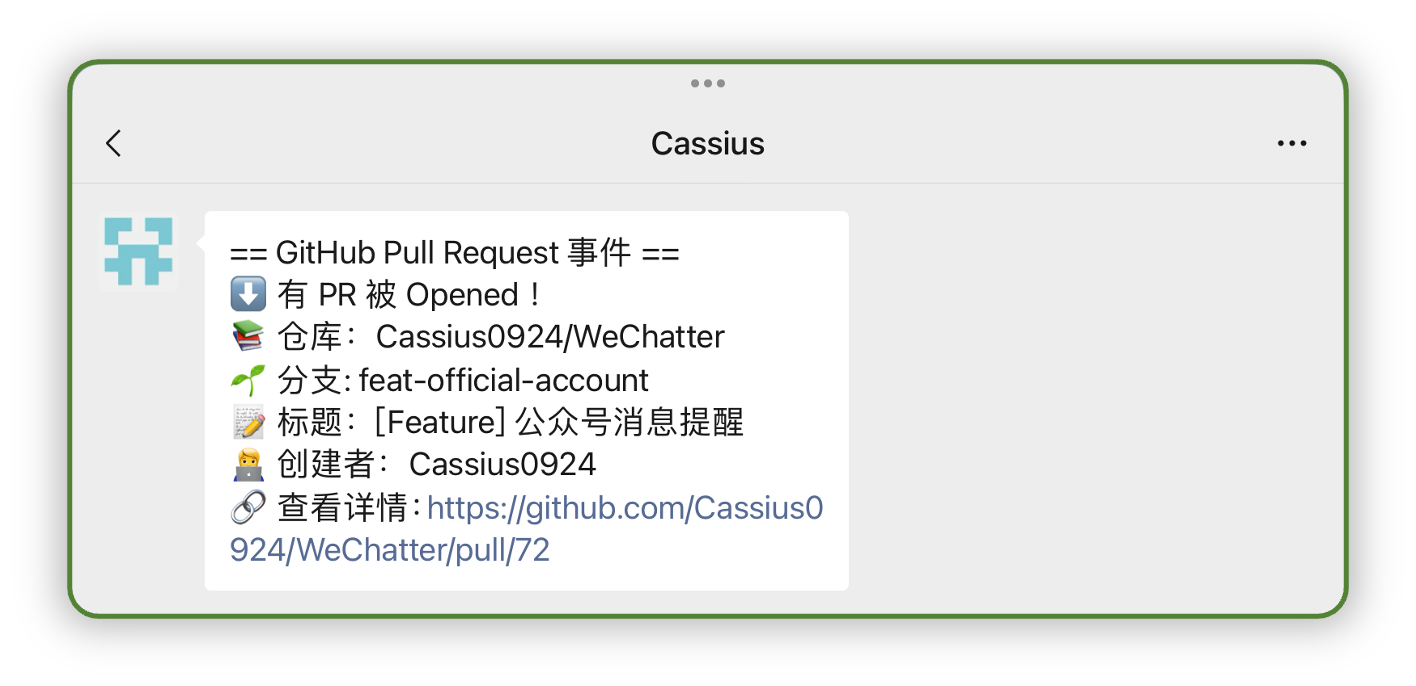 Cassius
== GitHub Pull Request 事件 ==
⬇️ 有 PR 被 Opened！
📚 仓库：Cassius0924/WeChatter
🌱 分支: feat-official-account
📝 标题：[Feature] 公众号消息提醒
🧑‍💻 创建者：Cassius0924
🔗 查看详情：https://github.com/Cassius0
924/WeChatter/pull/72